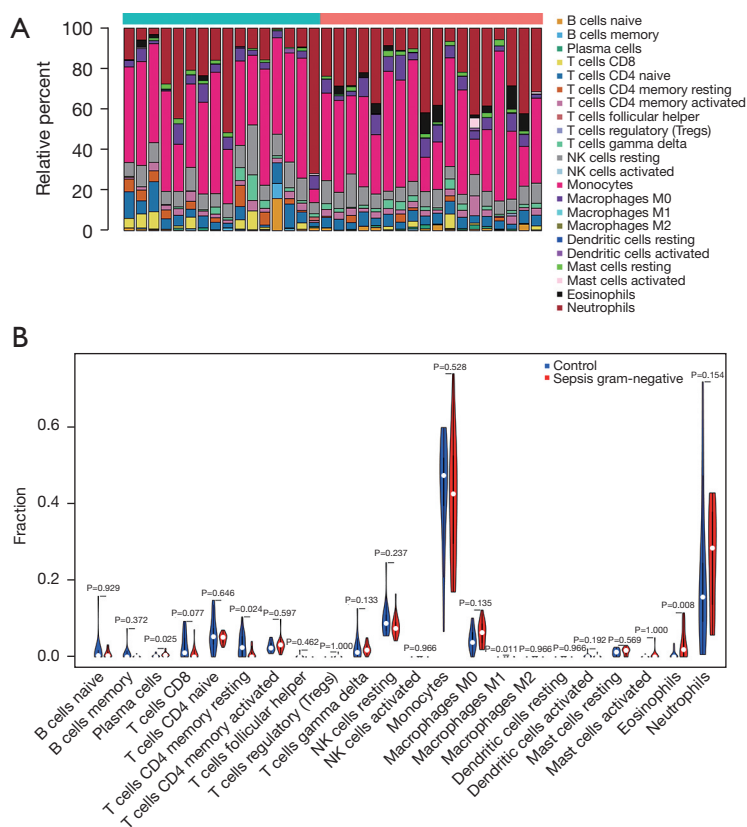 A
100
80
60
40
20
0
Relative percent
B cells naive
B cells memory
Plasma cells
T cells CD8
T cells CD4 naive
T cells CD4 memory resting
T cells CD4 memory activated
T cells follicular helper
T cells regulatory (Tregs)
T cells gamma delta
NK cells resting
NK cells activated
Monocytes
Macrophages M0
Macrophages M1
Macrophages M2
Dendritic cells resting
Dendritic cells activated
Mast cells resting
Mast cells activated
Eosinophils
Neutrophils
B
Control
Sepsis gram-negative
Fraction
0.6
0.4
0.2
0.0
P=0.929
P=0.372
P=0.025
P=0.077
P=0.646
P=0.024
P=0.597
P=0.462
P=1.000
P=0.133
P=0.237
P=0.966
P=0.528
P=0.135
P=0.011
P=0.966
P=0.966
P=0.192
P=0.569
P=1.000
P=0.008
P=0.154
B cells naive
B cells memory
Plasma cells
T cells CD8
T cells CD4 naive
T cells CD4 memory resting
T cells CD4 memory activated
T cells follicular helper
T cells regulatory (Tregs)
T cells gamma delta
NK cells resting
NK cells activated
Monocytes
Macrophages M0
Macrophages M1
Macrophages M2
Dendritic cells resting
Dendritic cells activated
Mast cells resting
Mast cells activated
Eosinophils
Neutrophils